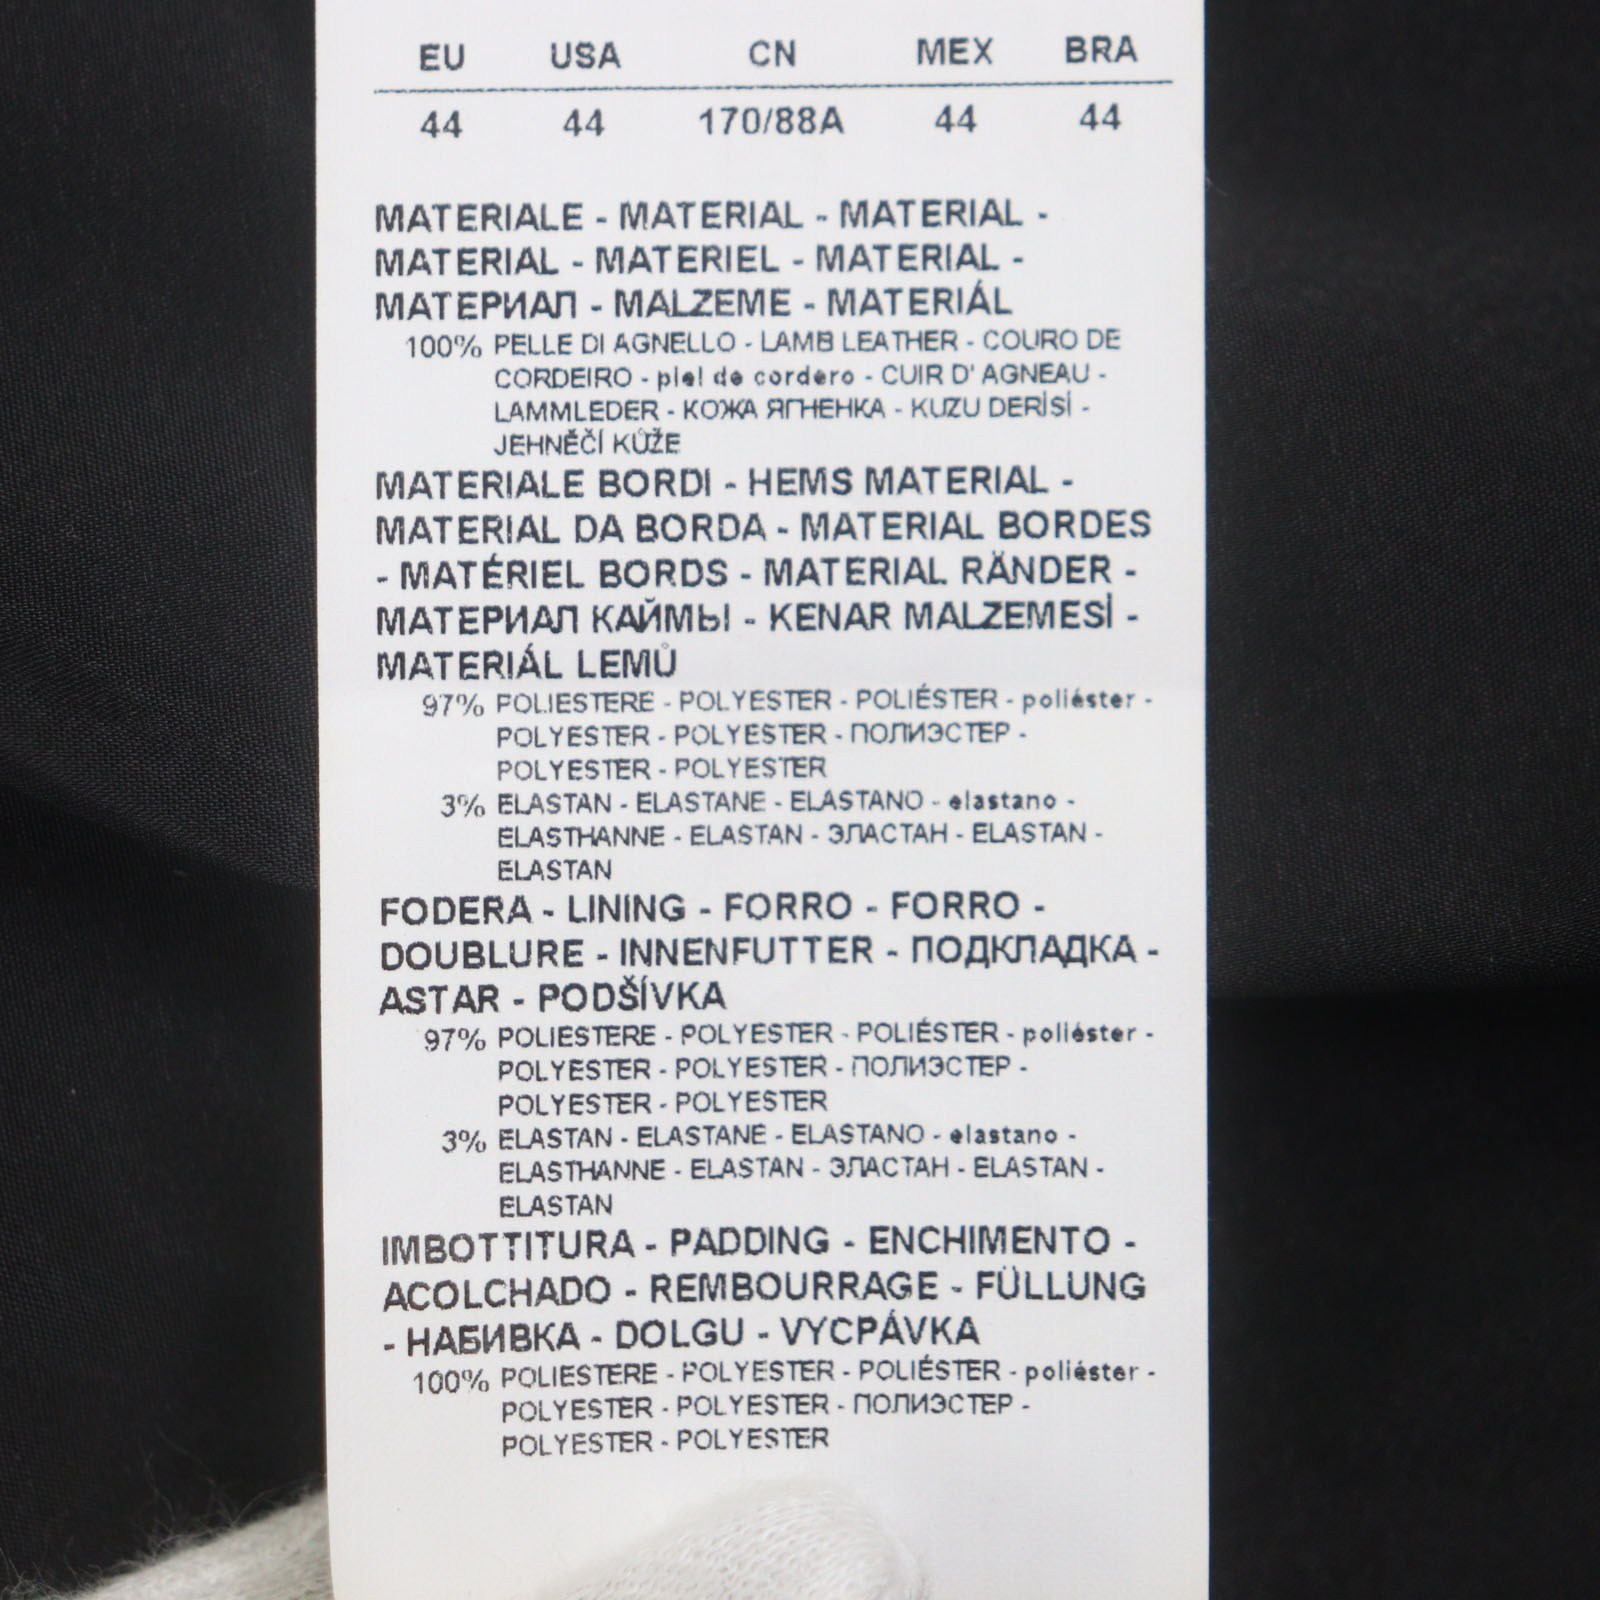 EU USA CN MEX BRA
44 44 170/88A 44 44
MATERIALE - MATERIAL - MATERIAL -
MATERIAL - MATERIEL - MATERIAL -
МАТЕРИАЛ - MALZEME - MATERIÁL
100% PELLE DI AGNELLO - LAMB LEATHER - COURO DE
CORDEIRO - piel de cordero - CUIR D' AGNEAU -
LAMMLEDER - КОЖА ЯГНЕНКА - KUZU DERİSİ -
JEHNĚČÍ KŮŽE
MATERIALE BORDI - HEMS MATERIAL -
MATERIAL DA BORDA - MATERIAL BORDES
- MATÉRIEL BORDS - MATERIAL RÄNDER -
МАТЕРИАЛ КАЙМЫ - KENAR MALZEMESİ -
MATERIÁL LEMŮ
97% POLIESTERE - POLYESTER - POLIÉSTER - poliéster -
POLYESTER - POLYESTER - ПОЛИЭСТЕР -
POLYESTER - POLYESTER
3% ELASTAN - ELASTANE - ELASTANO - elastano -
ELASTHANNE - ELASTAN - ЭЛАСТАН - ELASTAN -
ELASTAN
FODERA - LINING - FORRO - FORRO -
DOUBLURE - INNENFUTTER - ПОДКЛАДКА -
ASTAR - PODŠÍVKA
97% POLIESTERE - POLYESTER - POLIÉSTER - poliéster -
POLYESTER - POLYESTER - ПОЛИЭСТЕР -
POLYESTER - POLYESTER
3% ELASTAN - ELASTANE - ELASTANO - elastano -
ELASTHANNE - ELASTAN - ЭЛАСТАН - ELASTAN -
ELASTAN
IMBOTTITURA - PADDING - ENCHIMENTO -
ACOLCHADO - REMBOURRAGE - FÜLLUNG
- НАБИВКА - DOLGU - VYCPÁVKA
100% POLIESTERE - POLYESTER - POLIÉSTER - poliéster -
POLYESTER - POLYESTER - ПОЛИЭСТЕР -
POLYESTER - POLYESTER